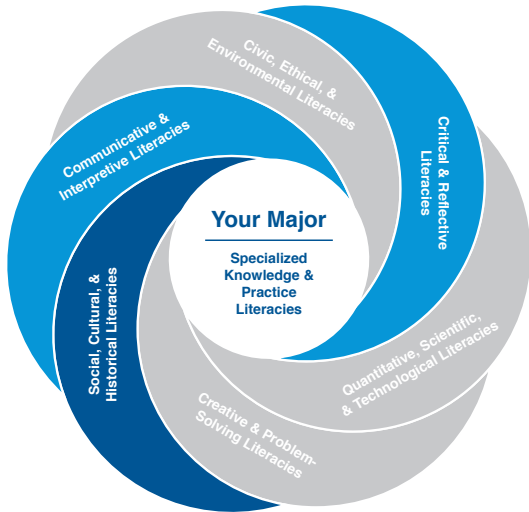 Civic, Ethical, &
Environmental Literacies
Critical & Reflective
Literacies
Communicative &
Interpretive Literacies
Your Major
Specialized
Knowledge &
Practice
Literacies
Social, Cultural, &
Historical Literacies
Quantitative, Scientific,
& Technological Literacies
Creative & Problem-
Solving Literacies